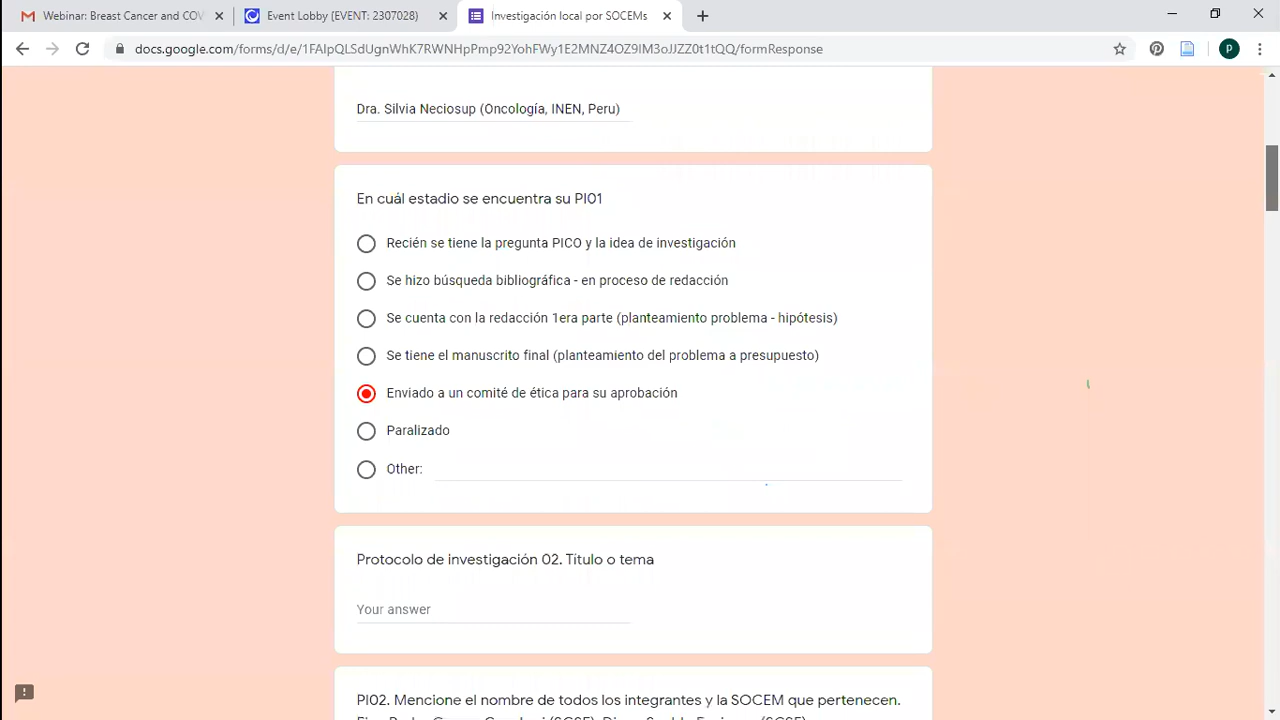 Webinar: Breast Cancer and COV
Event Lobby (EVENT: 2307028)
Investigación local por SOCEMs
docs.google.com/forms/d/e/1FAIpQLSdUgnWhK7RWNHpPmp92YohFWy1E2MNZ4OZ9IM3oJJZZ0t1tQQ/formResponse
P
Dra. Silvia Neciosup (Oncología, INEN, Peru)
En cuál estadio se encuentra su PI01
Recién se tiene la pregunta PICO y la idea de investigación
Se hizo búsqueda bibliográfica - en proceso de redacción
Se cuenta con la redacción 1era parte (planteamiento problema - hipótesis)
Se tiene el manuscrito final (planteamiento del problema a presupuesto)
Enviado a un comité de ética para su aprobación
Paralizado
Other:
Protocolo de investigación 02. Título o tema
Your answer
PI02. Mencione el nombre de todos los integrantes y la SOCEM que pertenecen.